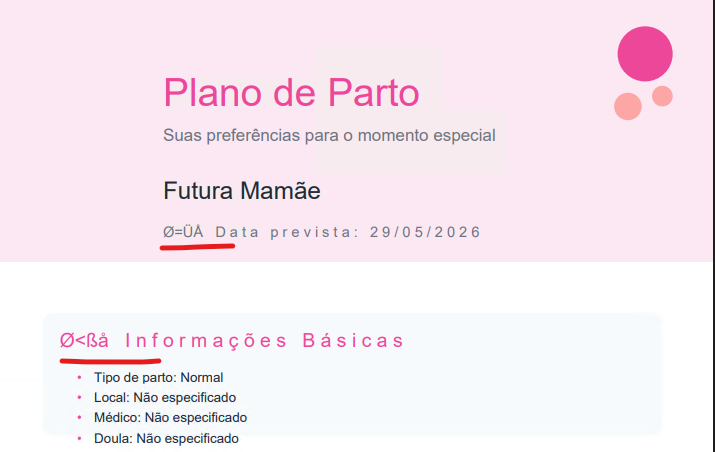 Plano de Parto
Suas preferências para o momento especial
Futura Mamãe
Ø=ÜÅ Data prevista: 29/05/2026
Ø<ßå Informações Básicas
• Tipo de parto: Normal
• Local: Não especificado
• Médico: Não especificado
• Doula: Não especificado